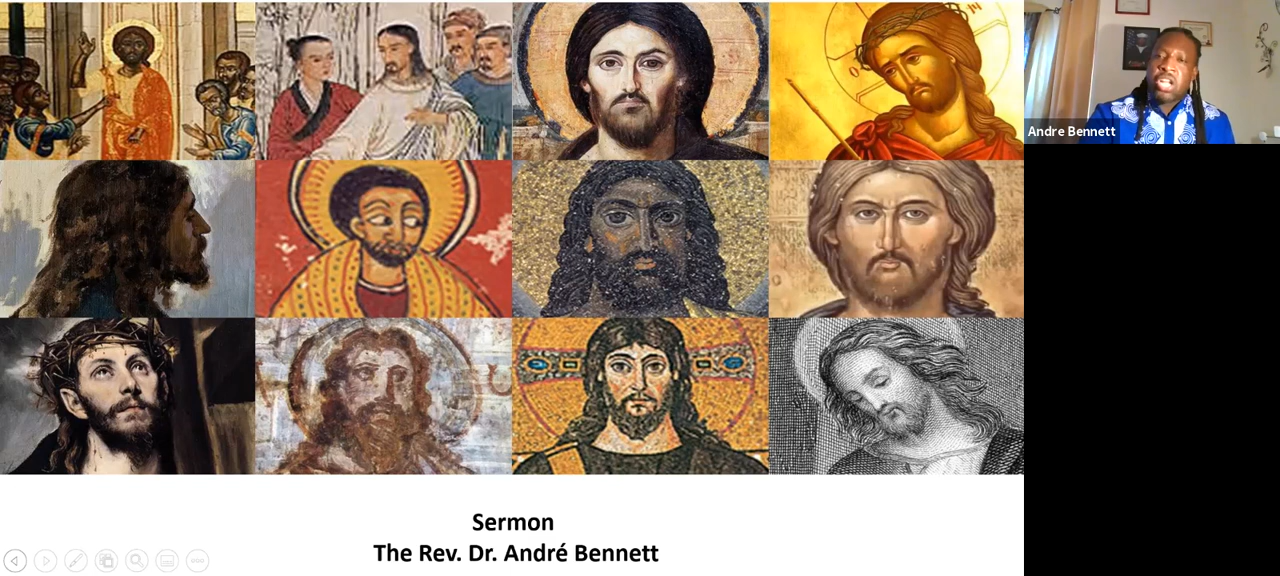 Andre Bennett
Sermon
The Rev. Dr. André Bennett